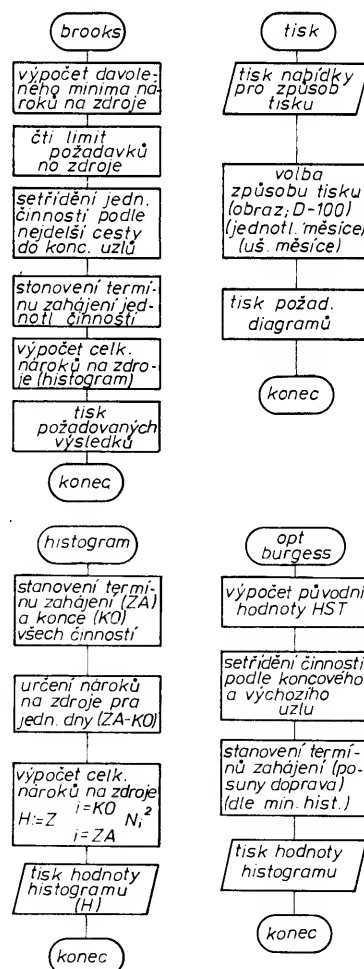 brooks
výpočet davole-
ného minima ná-
roků na zdroje
čti limit
požadavků
no zdroje
setřídění jedn.
činností podle
nejdelší cesty
do konc. uzlů
stonovení termí-
nu zahájení jed-
notl. činností
výpočet celk.
nároků na zdro-
je (histogram)
tisk
požadovaných
výsledků
konec
tisk
tisk nabídky
pro způsob
tisku
volba
způsobu tisku
(obraz; D-100)
(jednotl. měsíce)
(uš. měsíce)
tisk požad.
diagramů
konec
histogram
stanovení termí-
nu zahájení (ZA)
a konce (KO)
všech činností
určení nároků
na zdroje pra
jedn. dny (ZA-KO)
výpočet celk.
nároků na zdroje
i=KO
H:=Z Ni²
i=ZA
tisk hodnoty
histogramu
(H)
konec
opt
burgess
výpočet původní
hodnoty HST
setřídění činností
podle koncového
a výchozího
uzlu
stanovení termí-
nů zahájení (po-
suny doprava)
(dle min. hist.)
tisk hodnoty
histogramu
konec